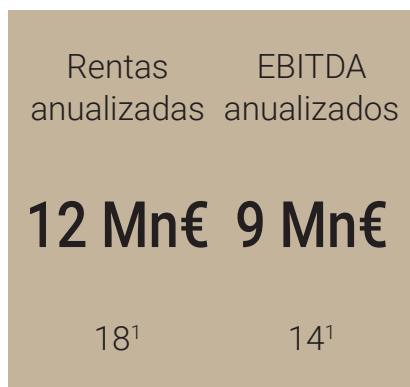 Rentas EBITDA
anualizadas anualizados
12 Mn€ 9 Mn€
18¹ 14¹